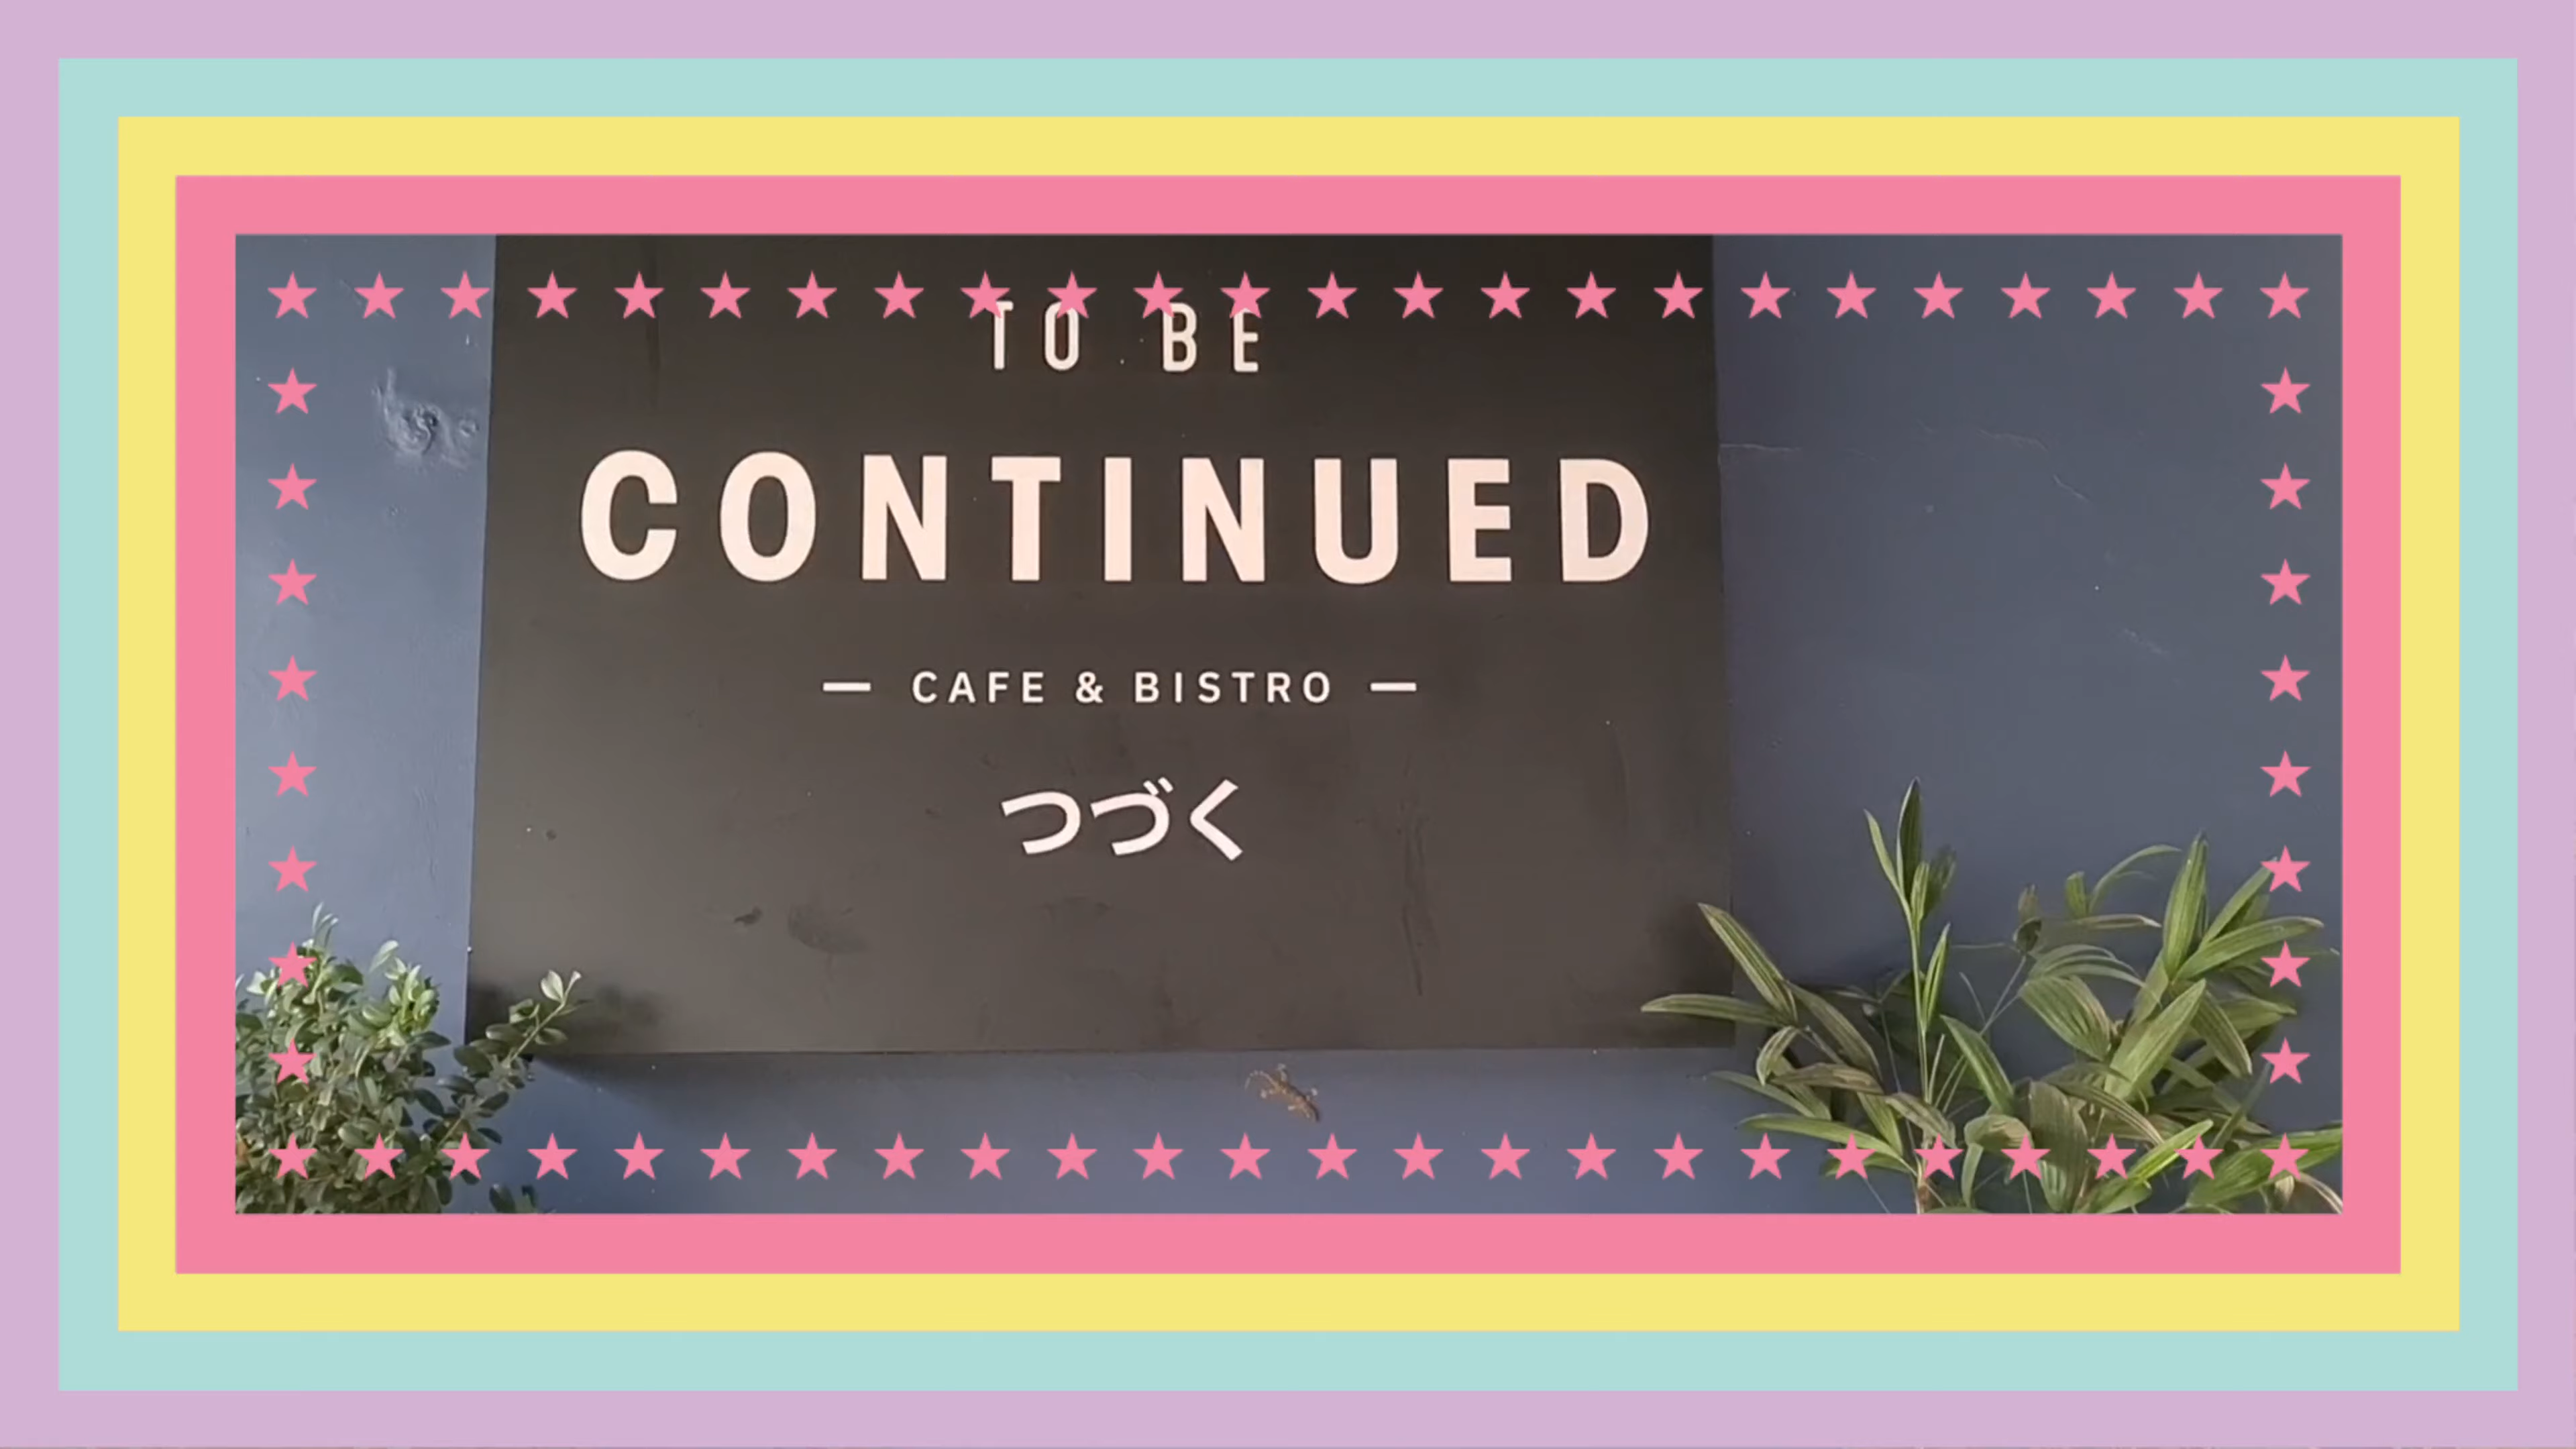 TO BE
CONTINUED
— CAFE & BISTRO —
つづく